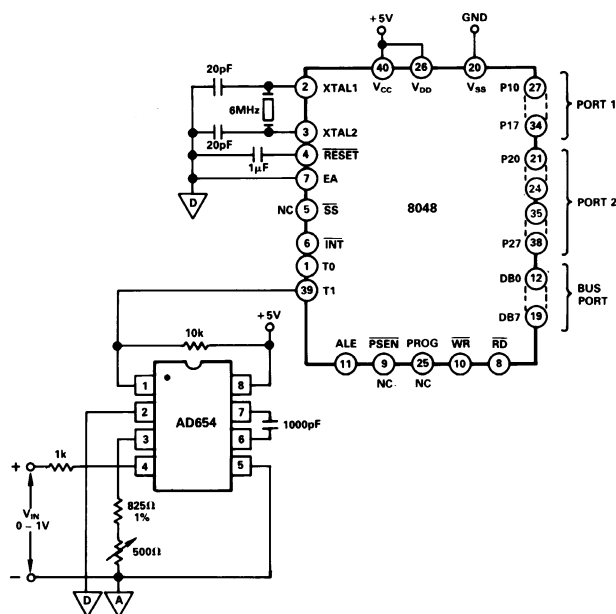 +5V
GND
40
26
20
V_CC
V_DD
V_SS
20pF
2
XTAL1
6MHz
3
XTAL2
20pF
4
RESET
1μF
7
EA
D
NC
5
SS
6
INT
1
T0
39
T1
8048
P10
27
PORT 1
P17
34
P20
21
24
PORT 2
35
P27
38
DB0
12
BUS
PORT
DB7
19
ALE
PSEN
PROG
WR
RD
11
9
25
10
8
NC
NC
+5V
10k
1
8
2
7
AD654
1000pF
3
6
4
5
1k
+
V_IN
0 – 1V
–
825Ω
1%
500Ω
D
A